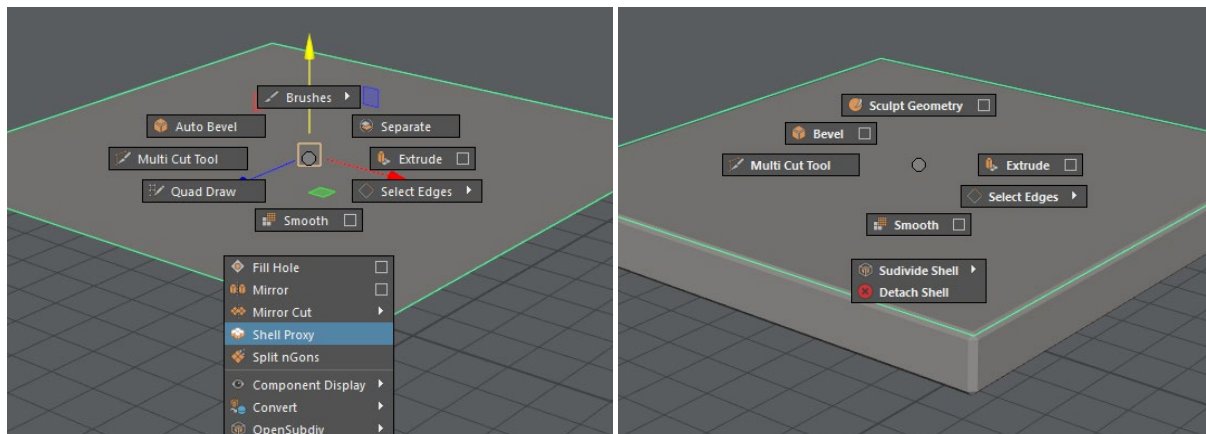 Brushes
Auto Bevel
Separate
Multi Cut Tool
Extrude
Quad Draw
Select Edges
Smooth
Fill Hole
Mirror
Mirror Cut
Shell Proxy
Split nGons
Component Display
Convert
OpenSubdiv
Sculpt Geometry
Bevel
Multi Cut Tool
Extrude
Select Edges
Smooth
Sudivide Shell
Detach Shell